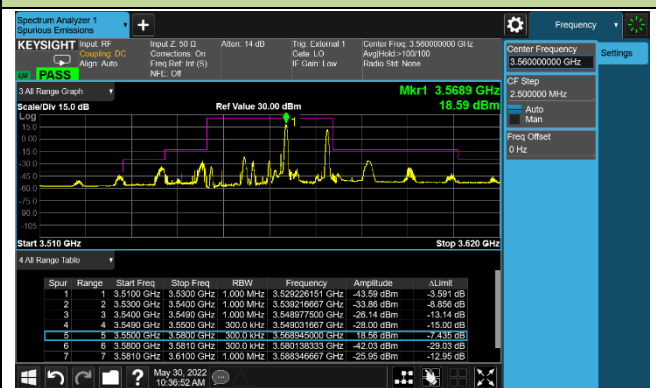 Spectrum Analyzer 1
Spurious Emissions
Frequency
KEYSIGHT Input: RF Input Z: 50 Ω Atten: 14 dB Trig: External 1 Center Freq: 3.560000000 GHz
Coupling: DC Corrections: On Gate: LO Avg|Hold:>100/100
Align: Auto Freq Ref: Int (S) IF Gain: Low Radio Std: None
NFE: Off
PASS
Center Frequency
3.560000000 GHz
Settings
CF Step
2.500000 MHz
Auto
Man
Freq Offset
0 Hz
3 All Range Graph
Mkr1 3.5689 GHz
Scale/Div 15.0 dB Ref Value 30.00 dBm 18.59 dBm
Log
15.0
0.00
-15.0
-30.0
-45.0
-60.0
-75.0
-90.0
-105
1
Start 3.510 GHz Stop 3.620 GHz
4 All Range Table
Spur Range Start Freq Stop Freq RBW Frequency Amplitude ΔLimit
1 1 3.5100 GHz 3.5300 GHz 1.000 MHz 3.529226151 GHz -43.59 dBm -3.591 dB
2 2 3.5300 GHz 3.5400 GHz 1.000 MHz 3.539216667 GHz -33.86 dBm -8.856 dB
3 3 3.5400 GHz 3.5490 GHz 1.000 MHz 3.548977500 GHz -26.14 dBm -13.14 dB
4 4 3.5490 GHz 3.5500 GHz 300.0 kHz 3.549031667 GHz -28.00 dBm -15.00 dB
5 5 3.5500 GHz 3.5800 GHz 300.0 kHz 3.568945000 GHz 18.56 dBm -7.435 dB
6 6 3.5800 GHz 3.5810 GHz 300.0 kHz 3.580138333 GHz -42.03 dBm -29.03 dB
7 7 3.5810 GHz 3.6100 GHz 1.000 MHz 3.588346667 GHz -25.95 dBm -12.95 dB
May 30, 2022
10:36:52 AM